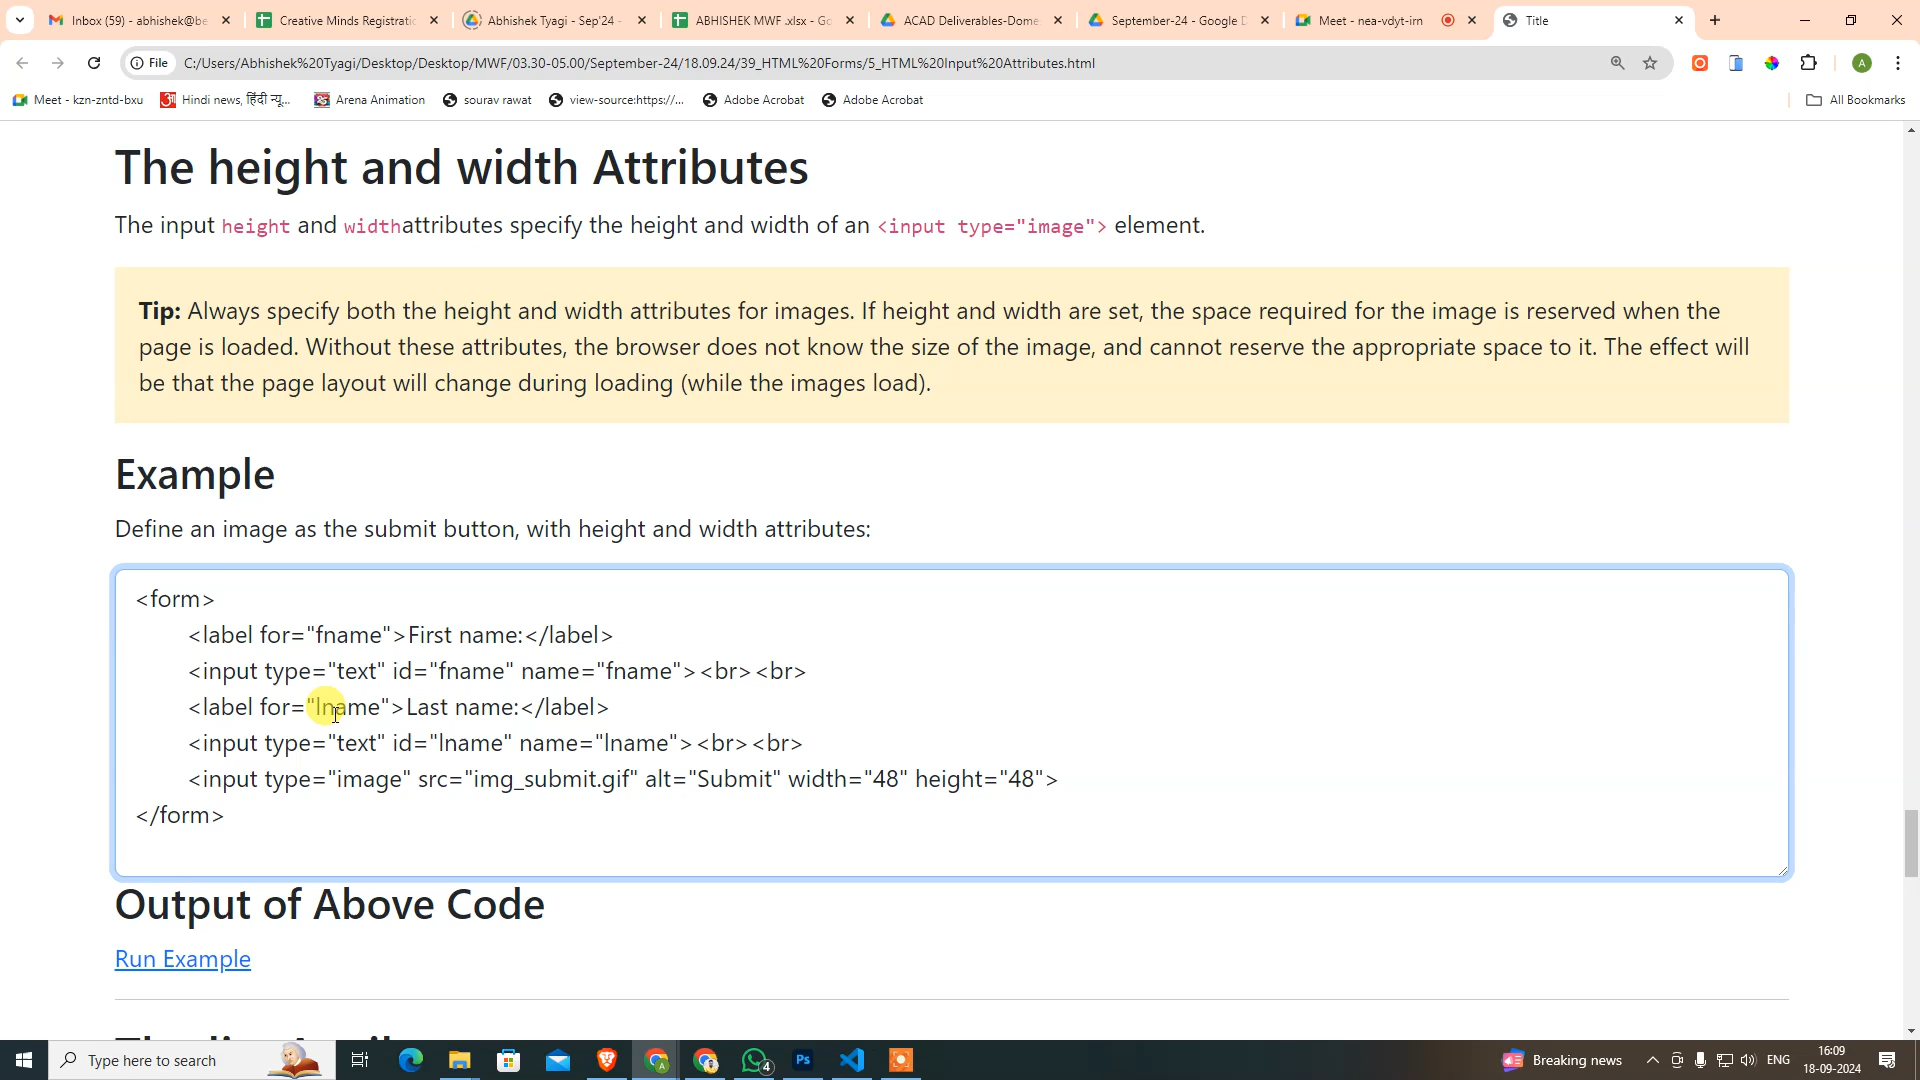 Inbox (59) - abhishek@be
Creative Minds Registratic
Abhishek Tyagi - Sep'24 -
ABHISHEK MWF .xlsx - Go
ACAD Deliverables-Dome
September-24 - Google D
Meet - nea-vdyt-irn
Title
File
C:/Users/Abhishek%20Tyagi/Desktop/Desktop/MWF/03.30-05.00/September-24/18.09.24/39_HTML%20Forms/5_HTML%20Input%20Attributes.html
A
Meet - kzn-zntd-bxu
Hindi news, हिंदी न्यू...
Arena Animation
sourav rawat
view-source:https://...
Adobe Acrobat
Adobe Acrobat
All Bookmarks
The height and width Attributes
The input height and widthattributes specify the height and width of an <input type="image"> element.
Tip: Always specify both the height and width attributes for images. If height and width are set, the space required for the image is reserved when the
page is loaded. Without these attributes, the browser does not know the size of the image, and cannot reserve the appropriate space to it. The effect will
be that the page layout will change during loading (while the images load).
Example
Define an image as the submit button, with height and width attributes:
<form>
<label for="fname">First name:</label>
<input type="text" id="fname" name="fname"><br><br>
<label for="lname">Last name:</label>
<input type="text" id="lname" name="lname"><br><br>
<input type="image" src="img_submit.gif" alt="Submit" width="48" height="48">
</form>
Output of Above Code
Run Example
Type here to search
4
Ps
Breaking news
ENG
16:09
18-09-2024